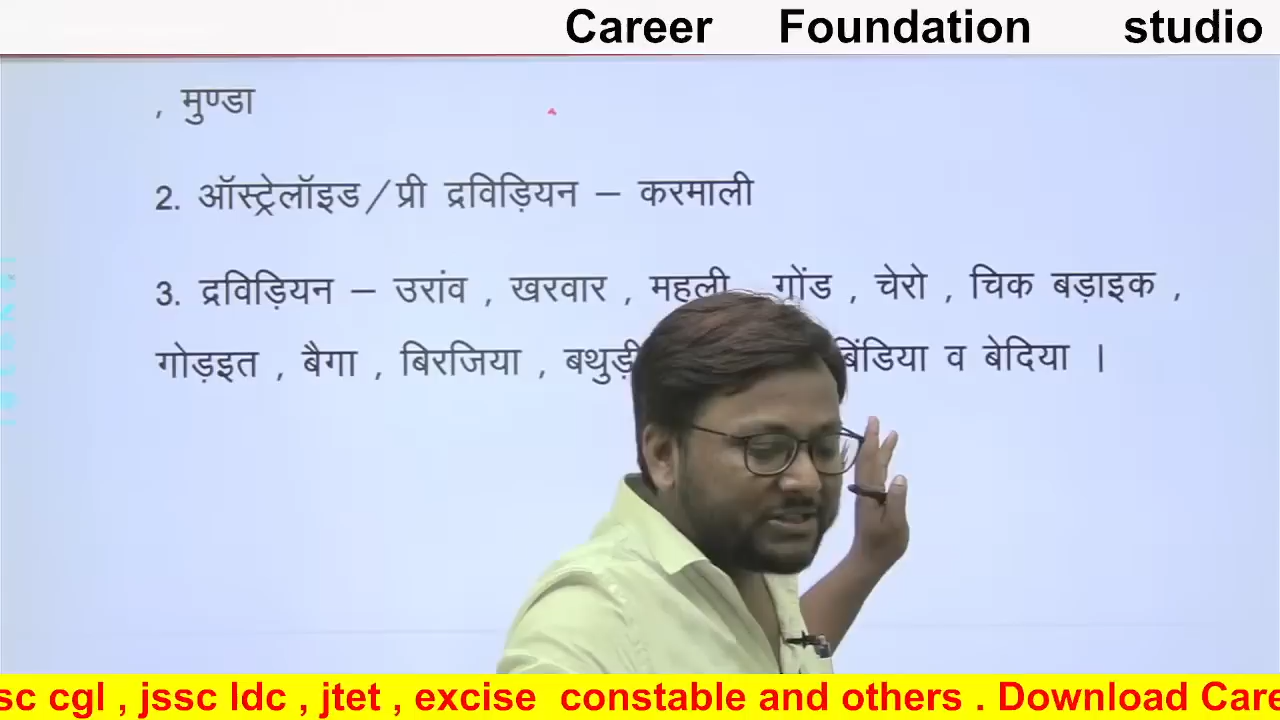 Career Foundation studio
, मुण्डा
2. ऑस्ट्रेलॉइड/प्री द्रविड़ियन – करमाली
3. द्रविड़ियन – उरांव , खरवार , महली , गोंड , चेरो , चिक बड़ाइक ,
गोड़इत , बैगा , बिरजिया , बथुड़ी बिंडिया व बेदिया ।
sc cgl , jssc ldc , jtet , excise constable and others . Download Care